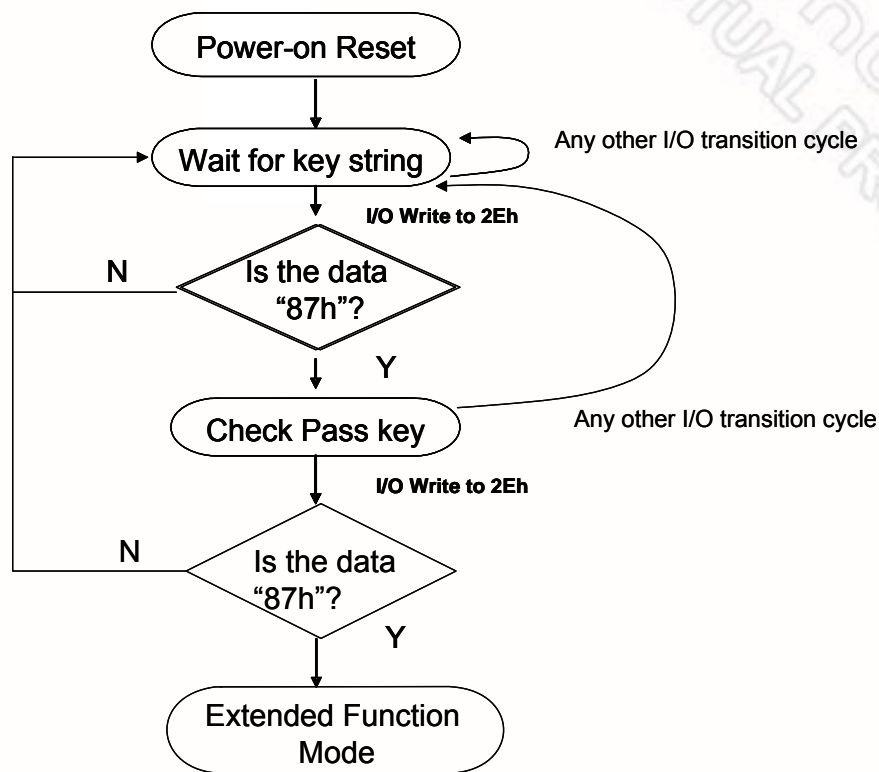 Power-on Reset
Wait for key string
Any other I/O transition cycle
I/O Write to 2Eh
N
Is the data
“87h”?
Y
Check Pass key
Any other I/O transition cycle
I/O Write to 2Eh
N
Is the data
“87h”?
Y
Extended Function
Mode